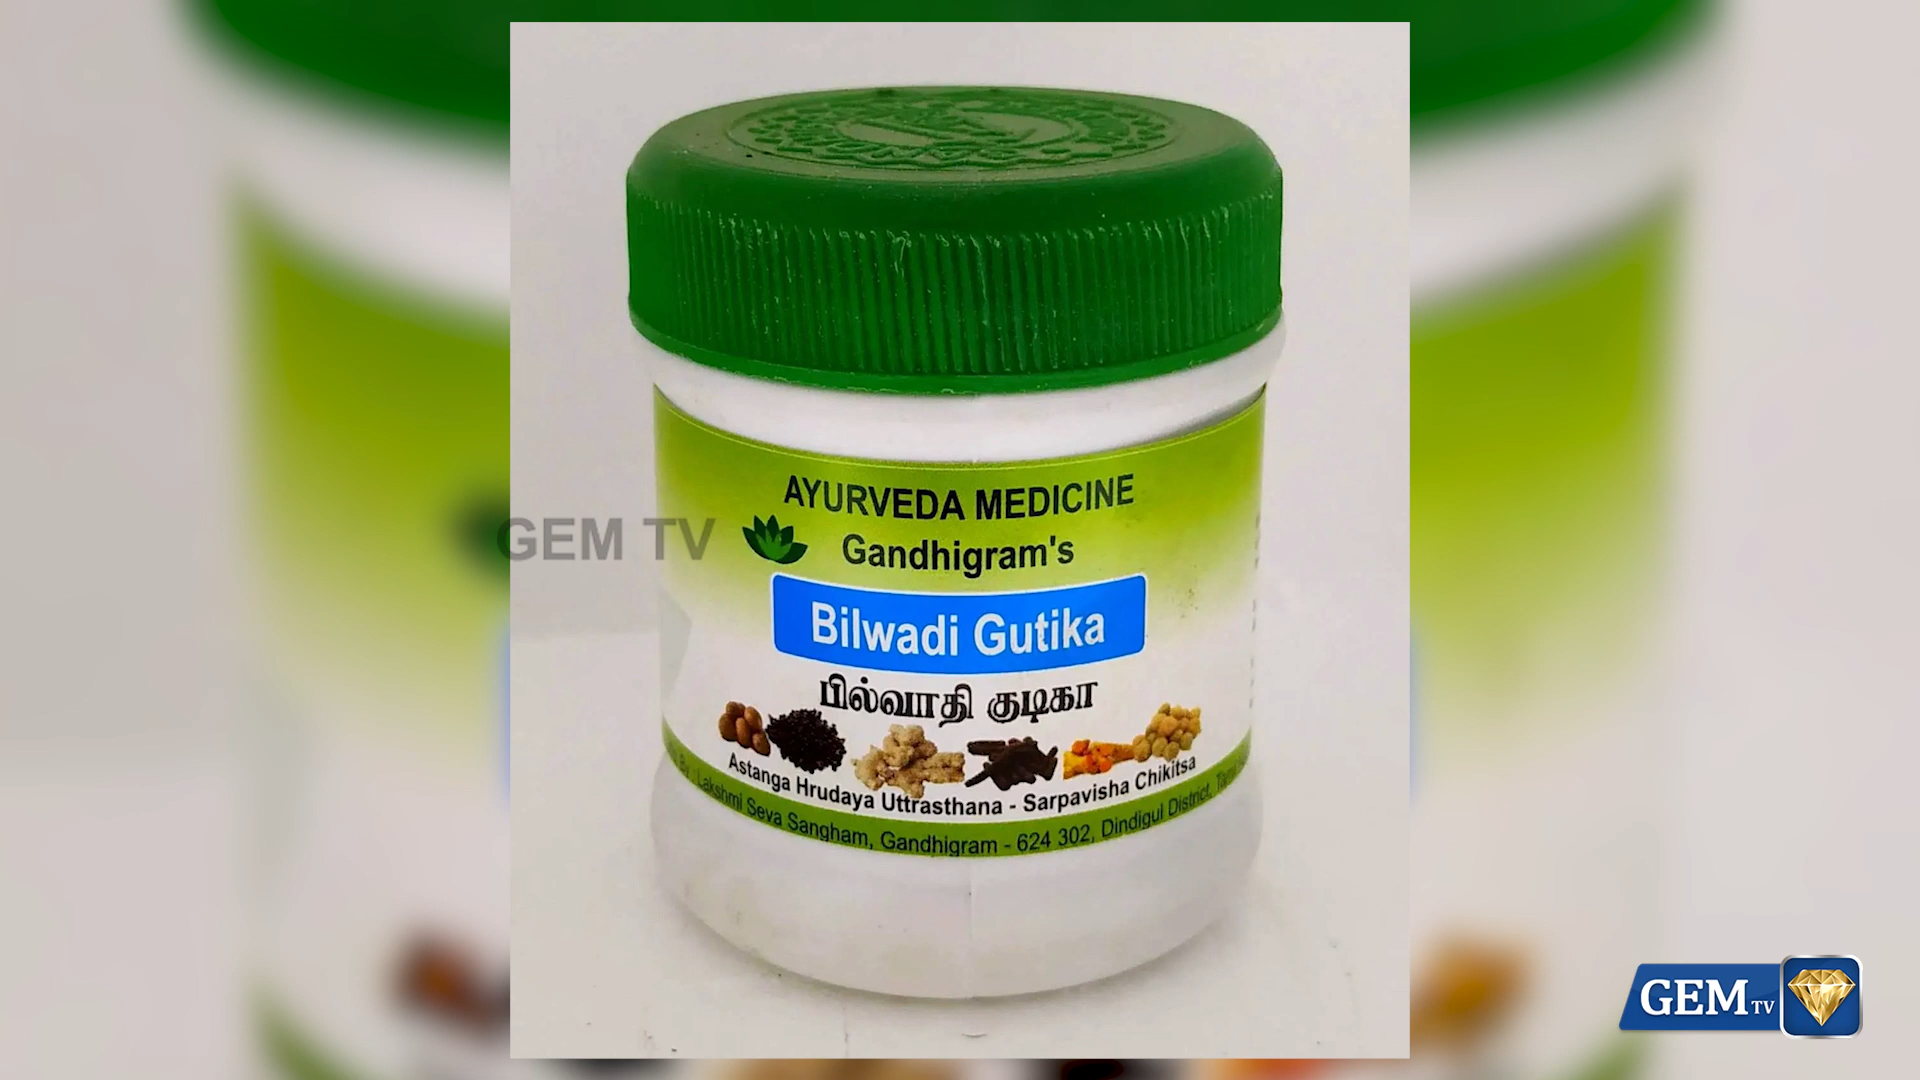 AYURVEDA MEDICINE
Gandhigram's
Bilwadi Gutika
பில்வாதி குடிகா
Astanga Hrudaya Uttrasthana - Sarpavisha Chikitsa
By : Lakshmi Seva Sangham, Gandhigram - 624 302, Dindigul District,
GEM TV
GEM TV